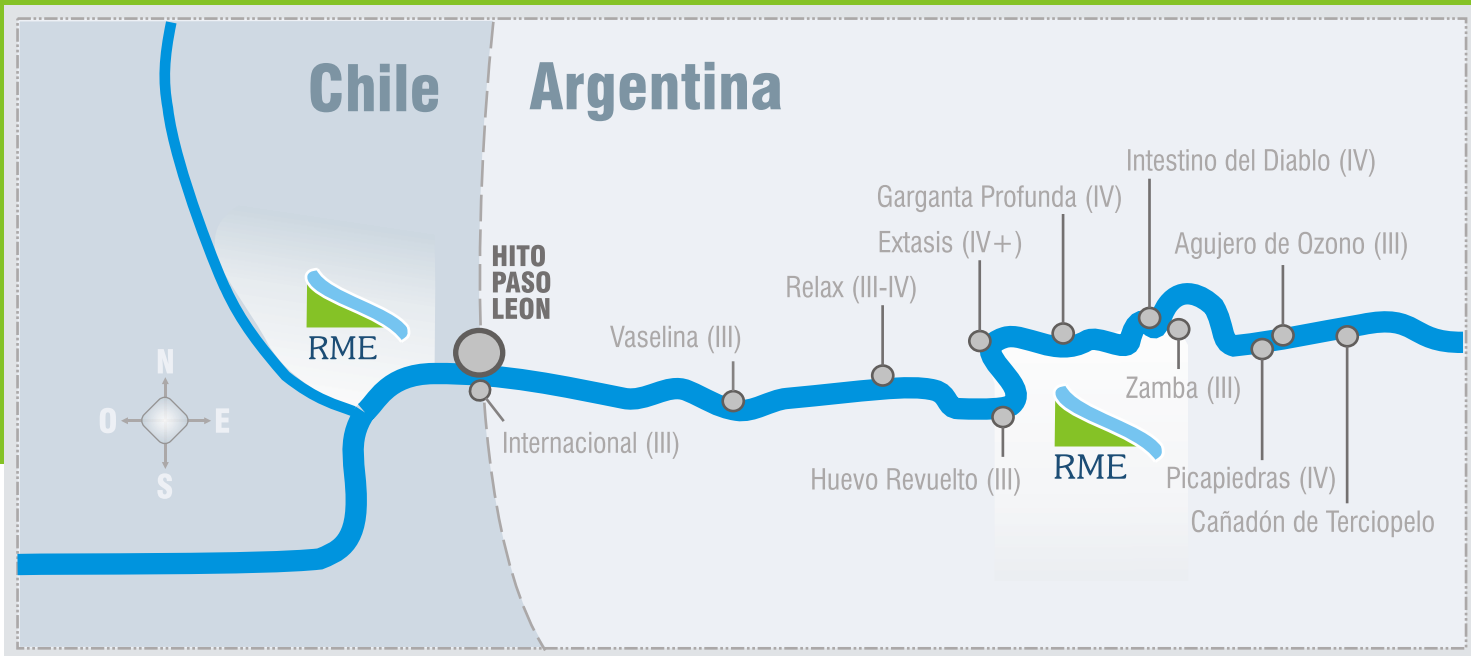 Chile
Argentina
Intestino del Diablo (IV)
Garganta Profunda (IV)
Extasis (IV+)
Agujero de Ozono (III)
HITO
PASO
LEON
Relax (III-IV)
Vaselina (III)
RME
N
O
E
S
Internacional (III)
Zamba (III)
Huevo Revuelto (III)
RME
Picapiedras (IV)
Cañadón de Terciopelo